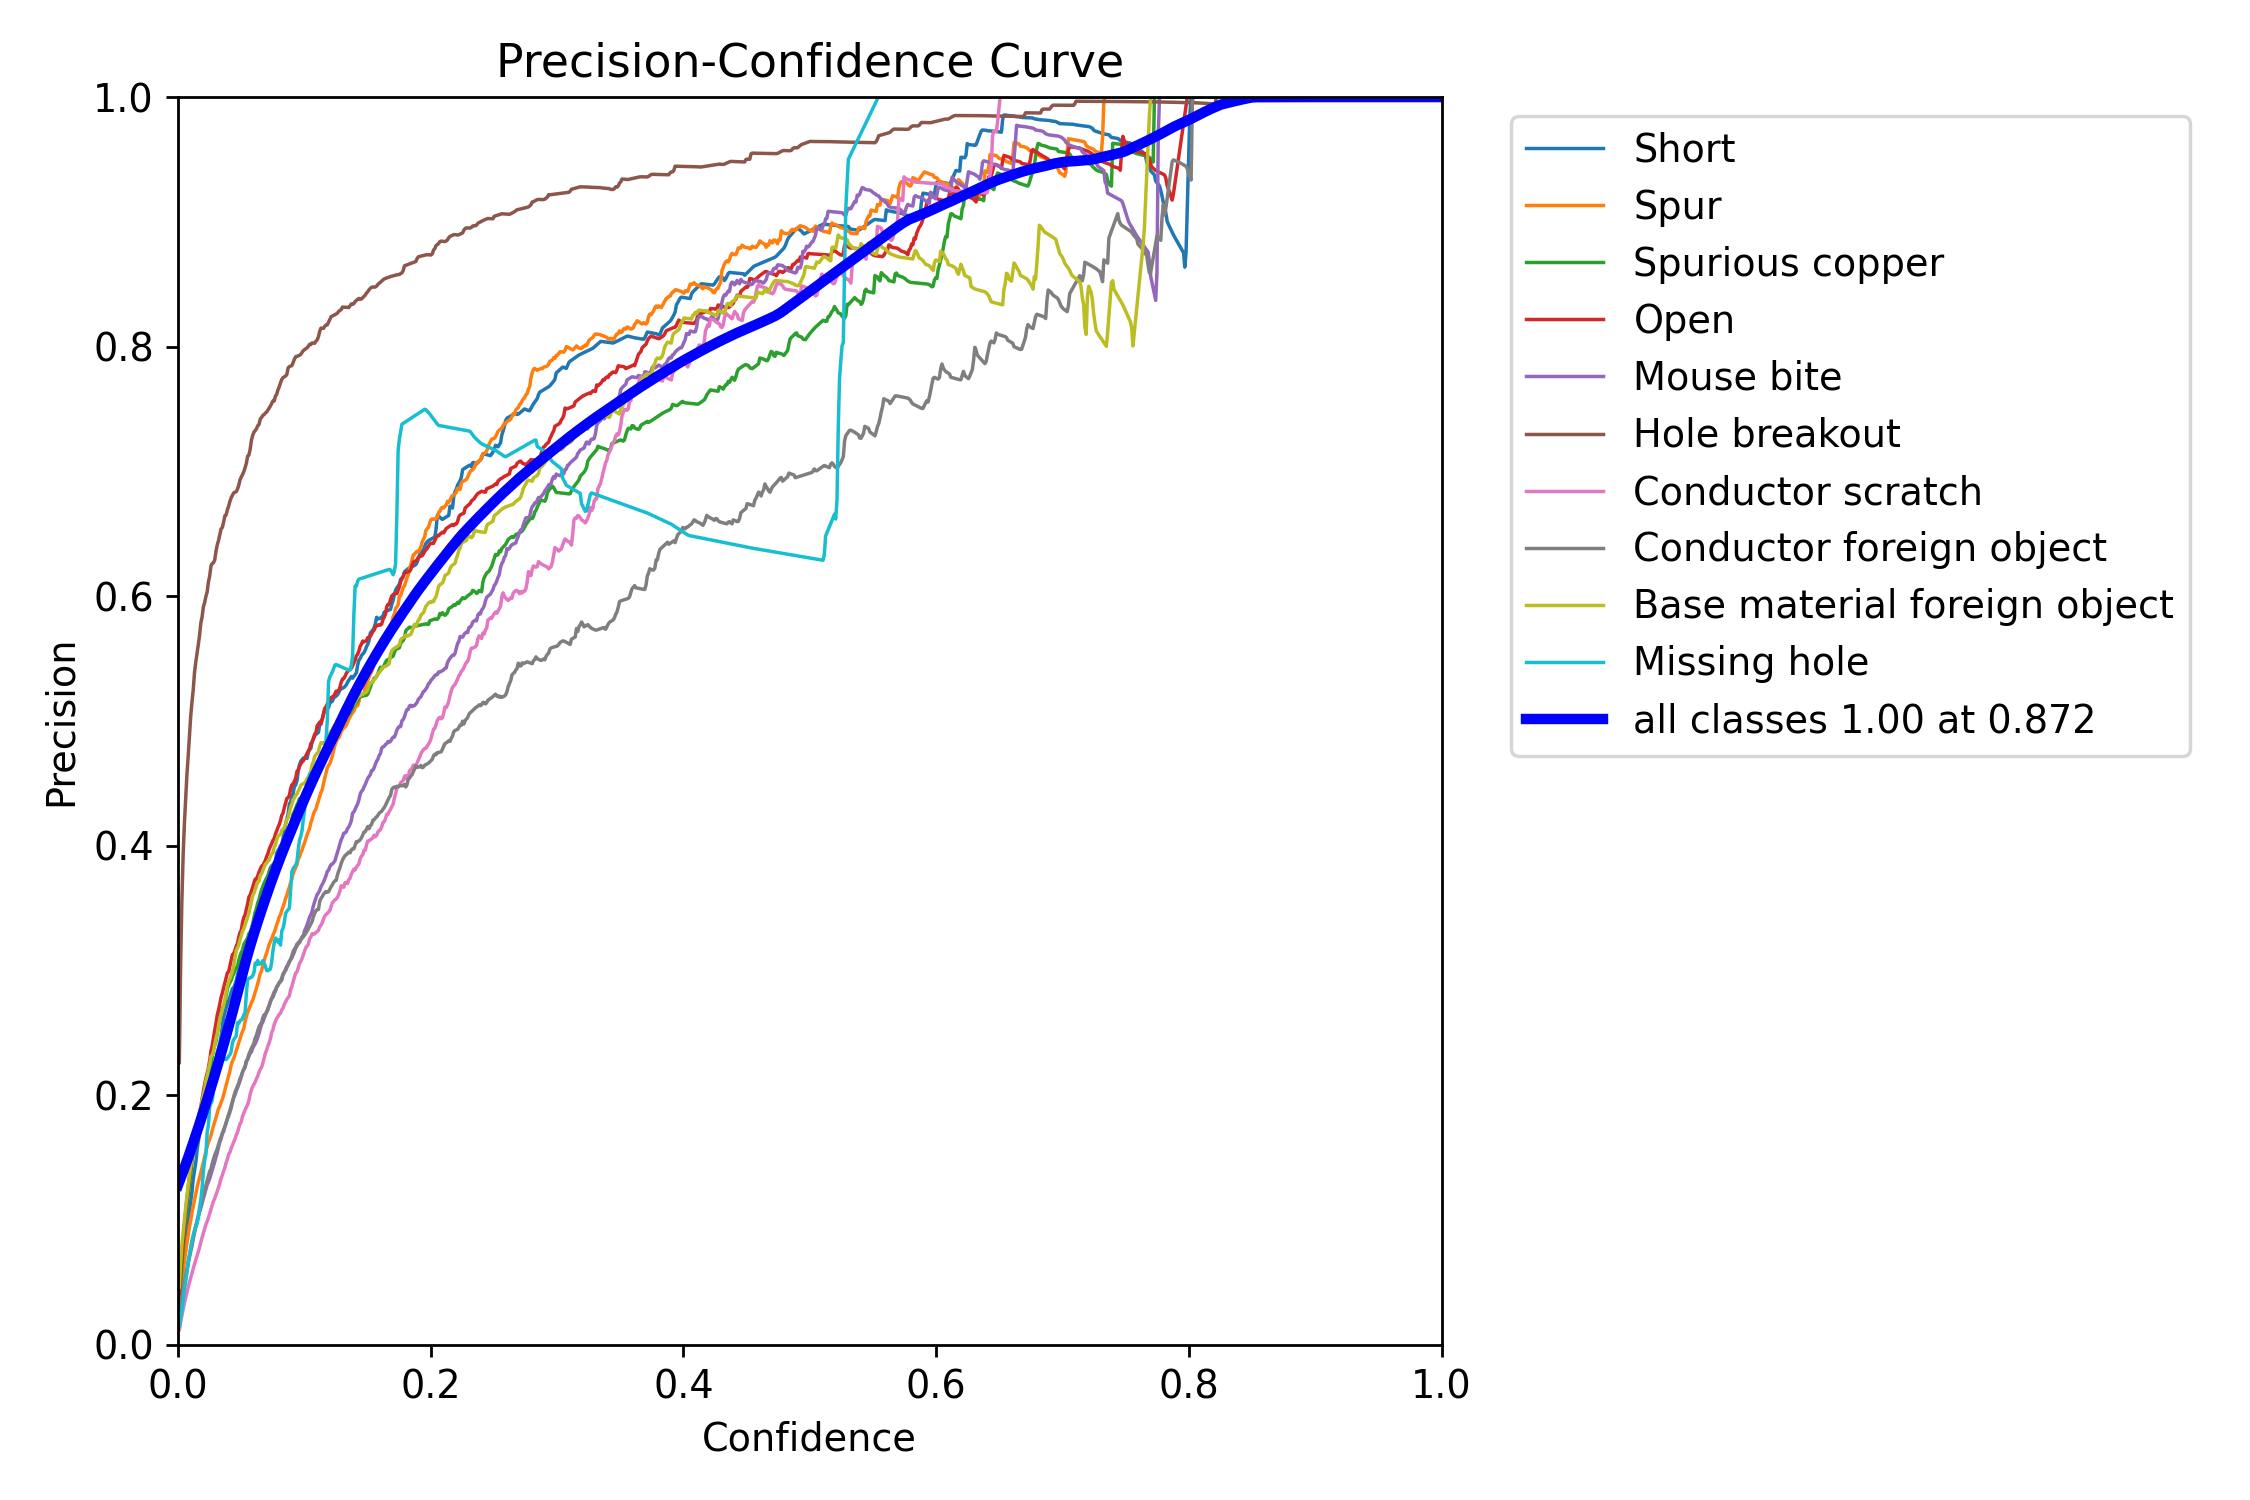 Precision-Confidence Curve
1.0
0.8
0.6
0.4
0.2
0.0
Precision
0.0 0.2 0.4 0.6 0.8 1.0
Confidence
Short
Spur
Spurious copper
Open
Mouse bite
Hole breakout
Conductor scratch
Conductor foreign object
Base material foreign object
Missing hole
all classes 1.00 at 0.872